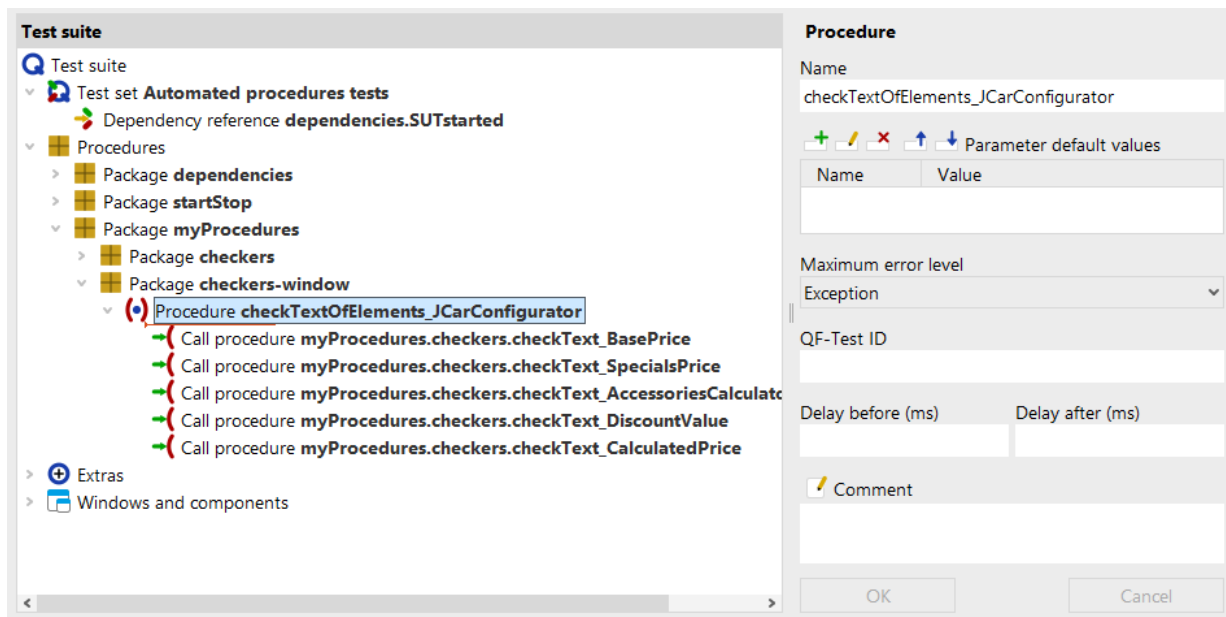 Test suite
Test suite
Test set Automated procedures tests
Dependency reference dependencies.SUTstarted
Procedures
Package dependencies
Package startStop
Package myProcedures
Package checkers
Package checkers-window
Procedure checkTextOfElements_JCarConfigurator
Call procedure myProcedures.checkers.checkText_BasePrice
Call procedure myProcedures.checkers.checkText_SpecialsPrice
Call procedure myProcedures.checkers.checkText_AccessoriesCalculato
Call procedure myProcedures.checkers.checkText_DiscountValue
Call procedure myProcedures.checkers.checkText_CalculatedPrice
Extras
Windows and components
Procedure
Name
checkTextOfElements_JCarConfigurator
Parameter default values
Name Value
Maximum error level
Exception
QF-Test ID
Delay before (ms) Delay after (ms)
Comment
OK Cancel